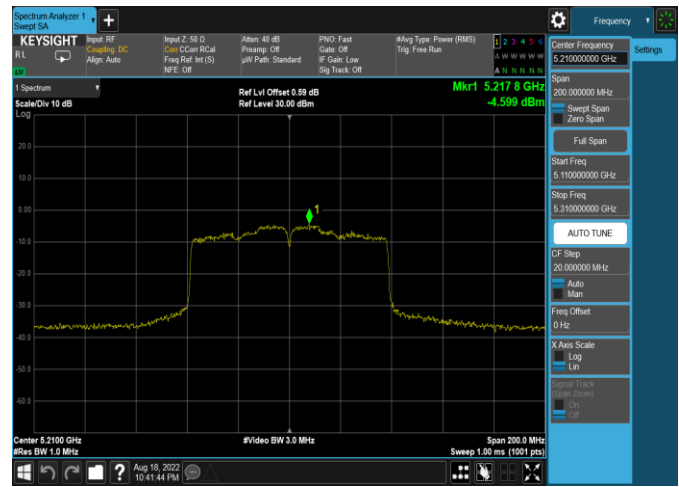 Spectrum Analyzer 1
Swept SA
+
Frequency
KEYSIGHT
R L
LXI
Input: RF
Coupling: DC
Align: Auto
Input Z: 50 Ω
Corr CCorr RCal
Freq Ref: Int (S)
NFE: Off
Atten: 40 dB
Preamp: Off
µW Path: Standard
PNO: Fast
Gate: Off
IF Gain: Low
Sig Track: Off
#Avg Type: Power (RMS)
Trig: Free Run
1 2 3 4 5 6
A W W W W W
A N N N N N
1 Spectrum
Scale/Div 10 dB
Log
Ref Lvl Offset 0.59 dB
Ref Level 30.00 dBm
Mkr1 5.217 8 GHz
-4.599 dBm
20.0
10.0
0.00
-10.0
-20.0
-30.0
-40.0
-50.0
-60.0
1
Center 5.2100 GHz
#Res BW 1.0 MHz
#Video BW 3.0 MHz
Span 200.0 MHz
Sweep 1.00 ms (1001 pts)
Center Frequency
5.210000000 GHz
Settings
Span
200.000000 MHz
Swept Span
Zero Span
Full Span
Start Freq
5.110000000 GHz
Stop Freq
5.310000000 GHz
AUTO TUNE
CF Step
20.000000 MHz
Auto
Man
Freq Offset
0 Hz
X Axis Scale
Log
Lin
Signal Track
(Span Zoom)
On
Off
?
Aug 18, 2022
10:41:44 PM